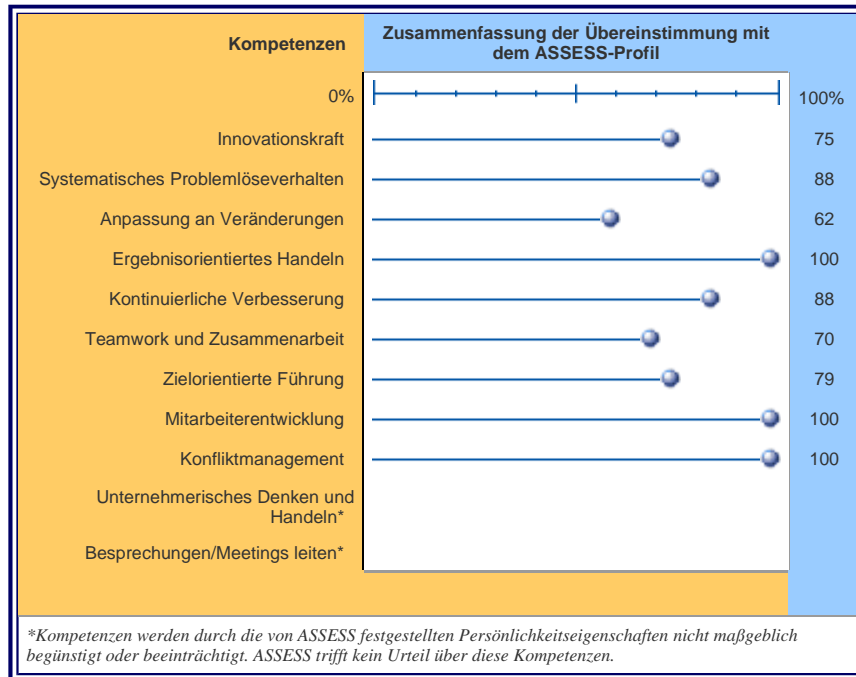 Kompetenzen
Zusammenfassung der Übereinstimmung mit
dem ASSESS-Profil
0%
100%
Innovationskraft 75
Systematisches Problemlöseverhalten 88
Anpassung an Veränderungen 62
Ergebnisorientiertes Handeln 100
Kontinuierliche Verbesserung 88
Teamwork und Zusammenarbeit 70
Zielorientierte Führung 79
Mitarbeiterentwicklung 100
Konfliktmanagement 100
Unternehmerisches Denken und
Handeln*
Besprechungen/Meetings leiten*
*Kompetenzen werden durch die von ASSESS festgestellten Persönlichkeitseigenschaften nicht maßgeblich
begünstigt oder beeinträchtigt. ASSESS trifft kein Urteil über diese Kompetenzen.